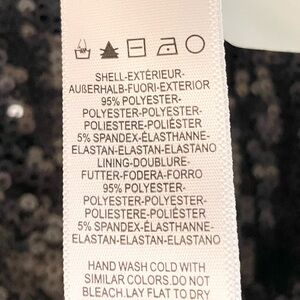 SHELL-EXTÉRIEUR-
AUßERHALB-FUORI-EXTERIOR
95% POLYESTER-
POLYESTER-POLYESTER-
POLIESTERE-POLIÉSTER
5% SPANDEX-ÉLASTHANNE-
ELASTAN-ELASTAN-ELASTANO
LINING-DOUBLURE-
FUTTER-FODERA-FORRO
95% POLYESTER-
POLYESTER-POLYESTER-
POLIESTERE-POLIÉSTER
5% SPANDEX-ÉLASTHANNE-
ELASTAN-ELASTAN-ELASTANO
HAND WASH COLD WITH
SIMILAR COLORS.DO NOT
BLEACH.LAY FLAT TO DRY